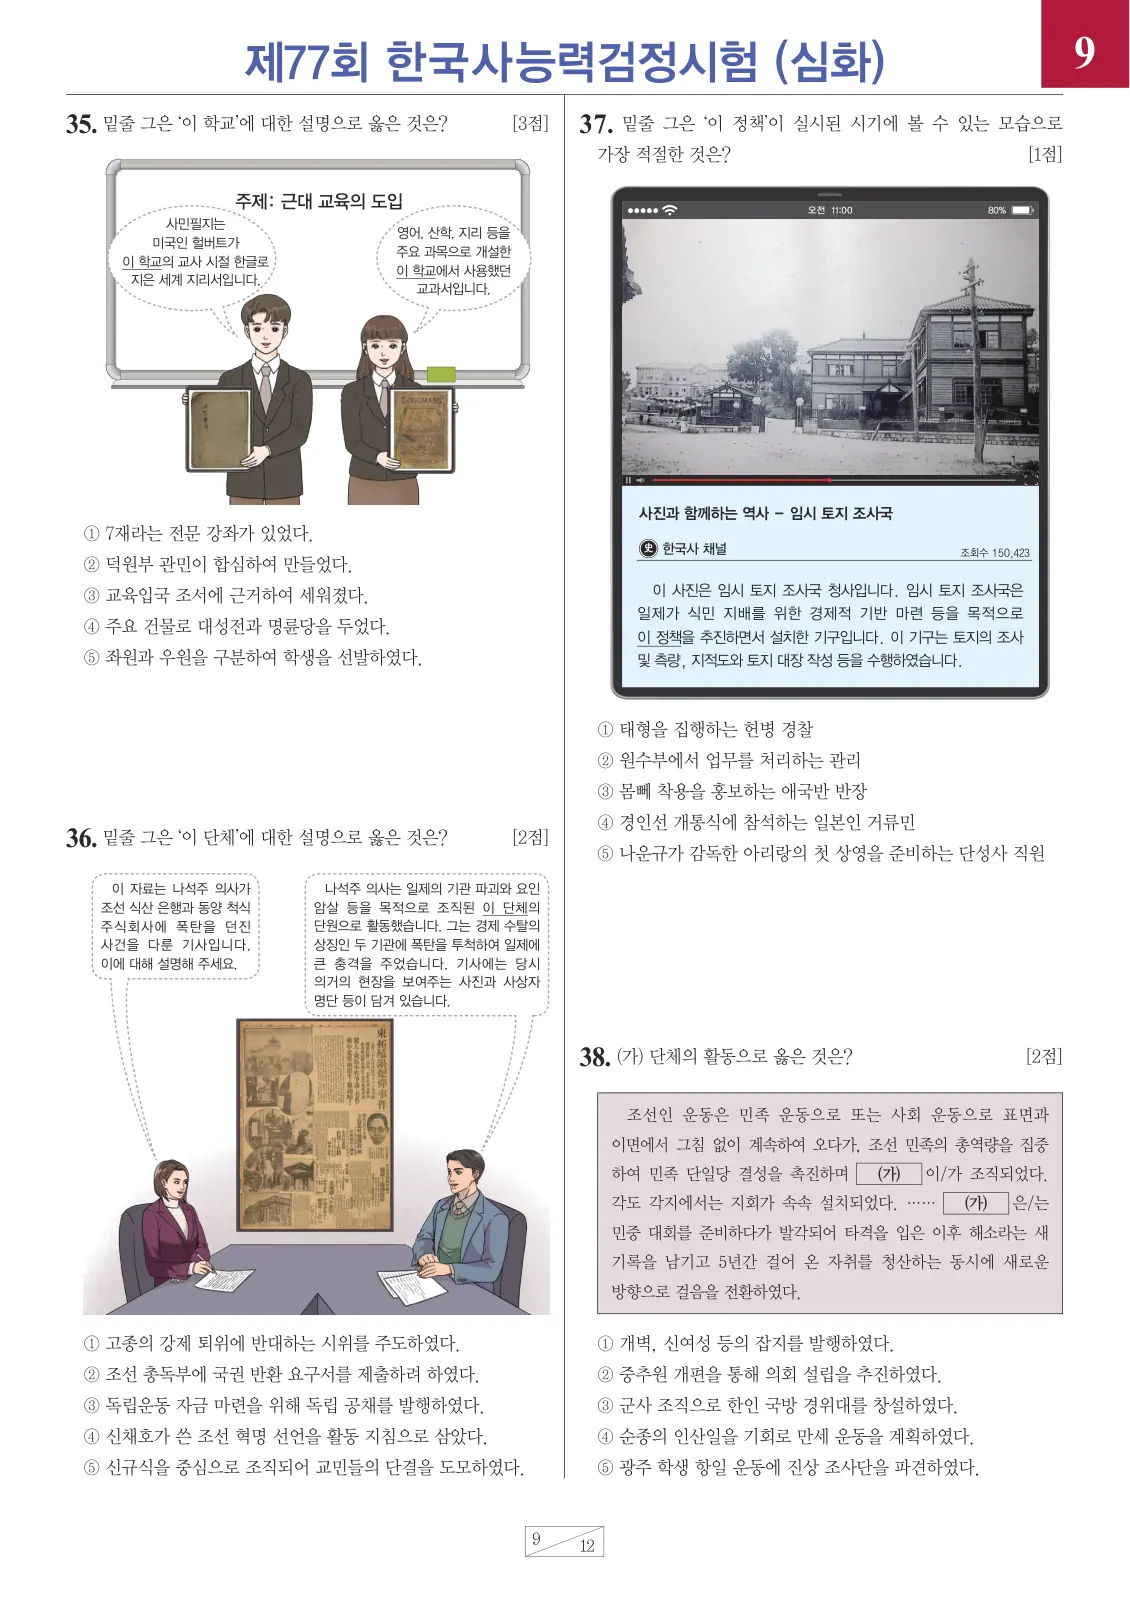 제77회 한국사능력검정시험 (심화)
9
35. 밑줄 그은 ‘이 학교’에 대한 설명으로 옳은 것은? [3점]
주제: 근대 교육의 도입
사민필지는
미국인 헐버트가
이 학교의 교사 시절 한글로
지은 세계 지리서입니다.
영어, 산학, 지리 등을
주요 과목으로 개설한
이 학교에서 사용했던
교과서입니다.
LONGMANS
① 7재라는 전문 강좌가 있었다.
② 덕원부 관민이 합심하여 만들었다.
③ 교육입국 조서에 근거하여 세워졌다.
④ 주요 건물로 대성전과 명륜당을 두었다.
⑤ 좌원과 우원을 구분하여 학생을 선발하였다.
36. 밑줄 그은 ‘이 단체’에 대한 설명으로 옳은 것은? [2점]
이 자료는 나석주 의사가
조선 식산 은행과 동양 척식
주식회사에 폭탄을 던진
사건을 다룬 기사입니다.
이에 대해 설명해 주세요.
나석주 의사는 일제의 기관 파괴와 요인
암살 등을 목적으로 조직된 이 단체의
단원으로 활동했습니다. 그는 경제 수탈의
상징인 두 기관에 폭탄을 투척하여 일제에
큰 충격을 주었습니다. 기사에는 당시
의거의 현장을 보여주는 사진과 사상자
명단 등이 담겨 있습니다.
① 고종의 강제 퇴위에 반대하는 시위를 주도하였다.
② 조선 총독부에 국권 반환 요구서를 제출하려 하였다.
③ 독립운동 자금 마련을 위해 독립 공채를 발행하였다.
④ 신채호가 쓴 조선 혁명 선언을 활동 지침으로 삼았다.
⑤ 신규식을 중심으로 조직되어 교민들의 단결을 도모하였다.
37. 밑줄 그은 ‘이 정책’이 실시된 시기에 볼 수 있는 모습으로
가장 적절한 것은? [1점]
오전 11:00 80%
사진과 함께하는 역사 – 임시 토지 조사국
史 한국사 채널 조회수 150,423
이 사진은 임시 토지 조사국 청사입니다. 임시 토지 조사국은
일제가 식민 지배를 위한 경제적 기반 마련 등을 목적으로
이 정책을 추진하면서 설치한 기구입니다. 이 기구는 토지의 조사
및 측량, 지적도와 토지 대장 작성 등을 수행하였습니다.
① 태형을 집행하는 헌병 경찰
② 원수부에서 업무를 처리하는 관리
③ 몸뻬 착용을 홍보하는 애국반 반장
④ 경인선 개통식에 참석하는 일본인 거류민
⑤ 나운규가 감독한 아리랑의 첫 상영을 준비하는 단성사 직원
38. (가) 단체의 활동으로 옳은 것은? [2점]
조선인 운동은 민족 운동으로 또는 사회 운동으로 표면과
이면에서 그침 없이 계속하여 오다가, 조선 민족의 총역량을 집중
하여 민족 단일당 결성을 촉진하며 (가) 이/가 조직되었다.
각도 각지에서는 지회가 속속 설치되었다. …… (가) 은/는
민중 대회를 준비하다가 발각되어 타격을 입은 이후 해소라는 새
기록을 남기고 5년간 걸어 온 자취를 청산하는 동시에 새로운
방향으로 걸음을 전환하였다.
① 개벽, 신여성 등의 잡지를 발행하였다.
② 중추원 개편을 통해 의회 설립을 추진하였다.
③ 군사 조직으로 한인 국방 경위대를 창설하였다.
④ 순종의 인산일을 기회로 만세 운동을 계획하였다.
⑤ 광주 학생 항일 운동에 진상 조사단을 파견하였다.
9
12